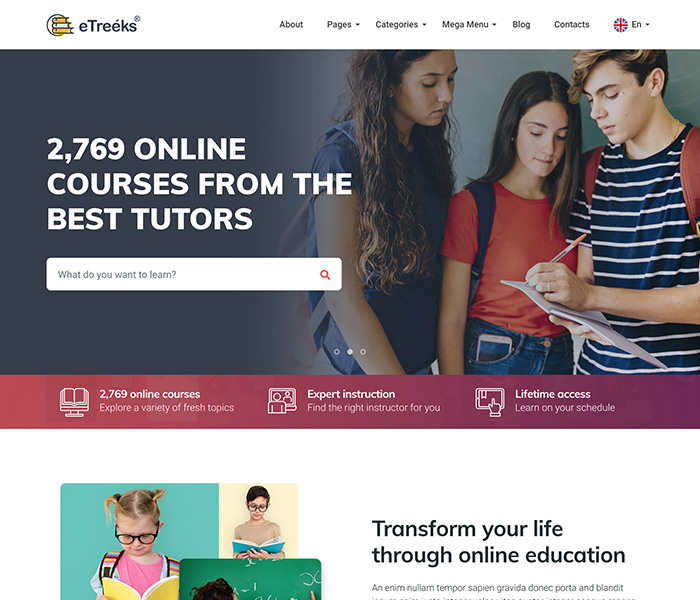 eTreéks®
About Pages Categories Mega Menu Blog Contacts En
2,769 ONLINE
COURSES FROM THE
BEST TUTORS
What do you want to learn?
2,769 online courses
Explore a variety of fresh topics
Expert instruction
Find the right instructor for you
Lifetime access
Learn on your schedule
Transform your life
through online education
An enim nullam tempor sapien gravida donec porta and blandit